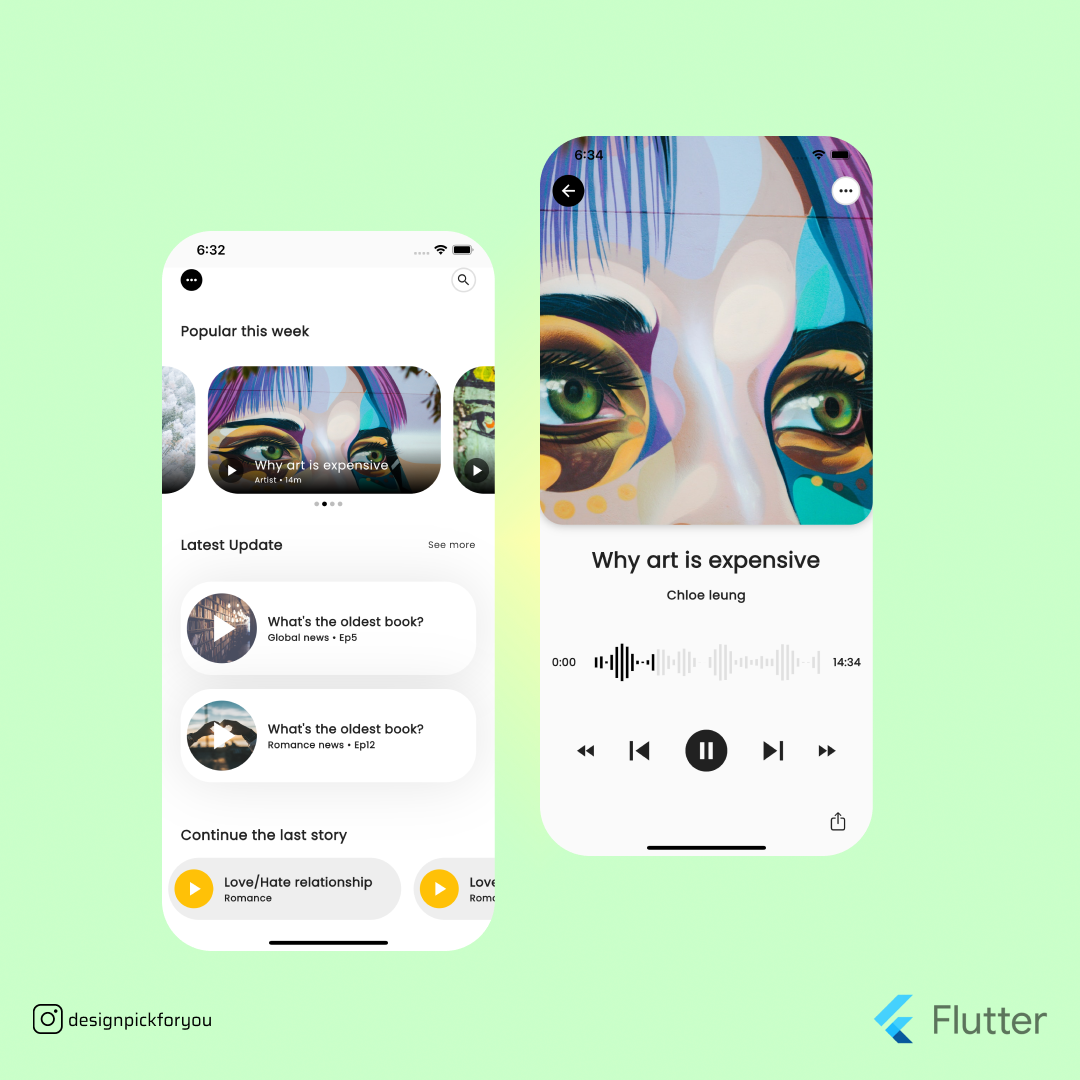 6:32
Popular this week
Why art is expensive
Artist • 14m
Latest Update
See more
What's the oldest book?
Global news • Ep5
What's the oldest book?
Romance news • Ep12
Continue the last story
Love/Hate relationship
Romance
Love
Roma
6:34
Why art is expensive
Chloe leung
0:00
14:34
designpickforyou
Flutter